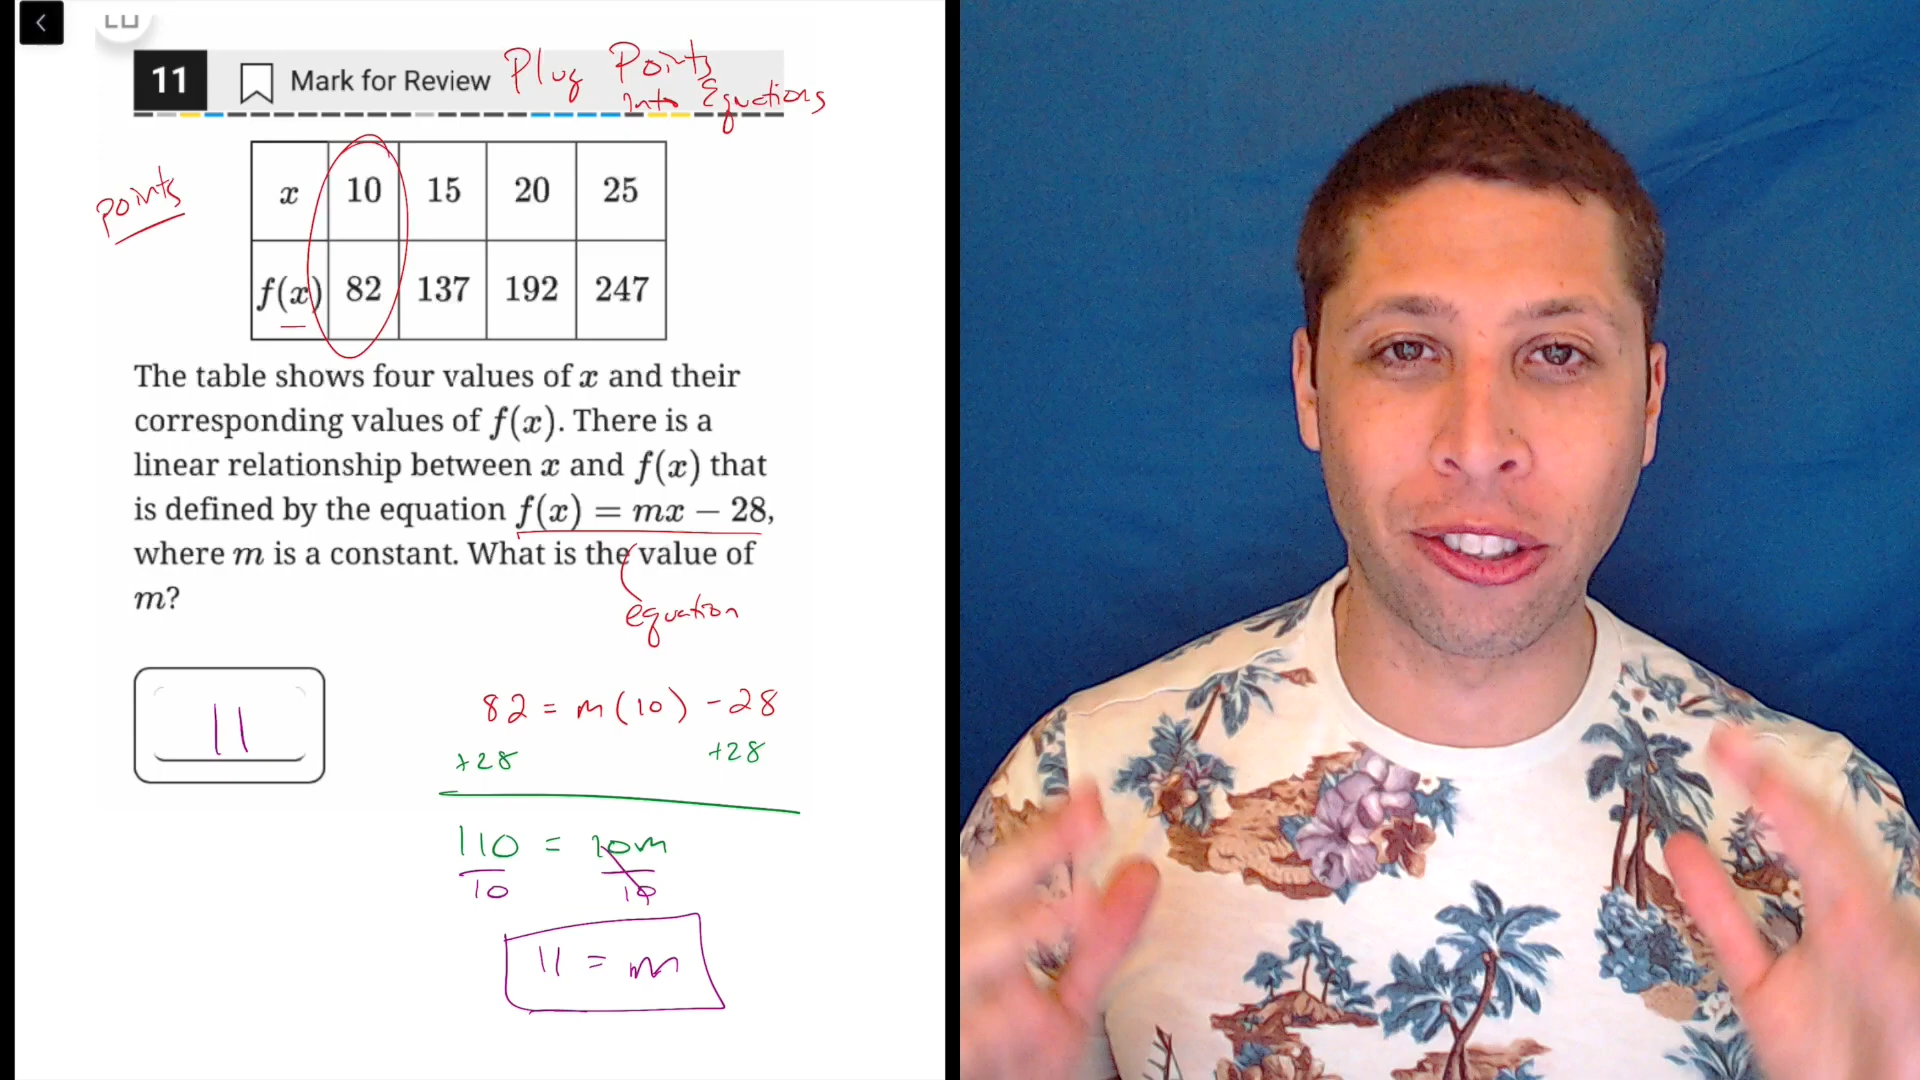 11 Mark for Review Plug Points
Into Equations
points
x 10 15 20 25
f(x) 82 137 192 247
The table shows four values of x and their
corresponding values of f(x). There is a
linear relationship between x and f(x) that
is defined by the equation f(x) = mx − 28,
where m is a constant. What is the value of
m?
equation
11
82 = m(10) -28
+28 +28
110 = 10m
10 10
11 = m